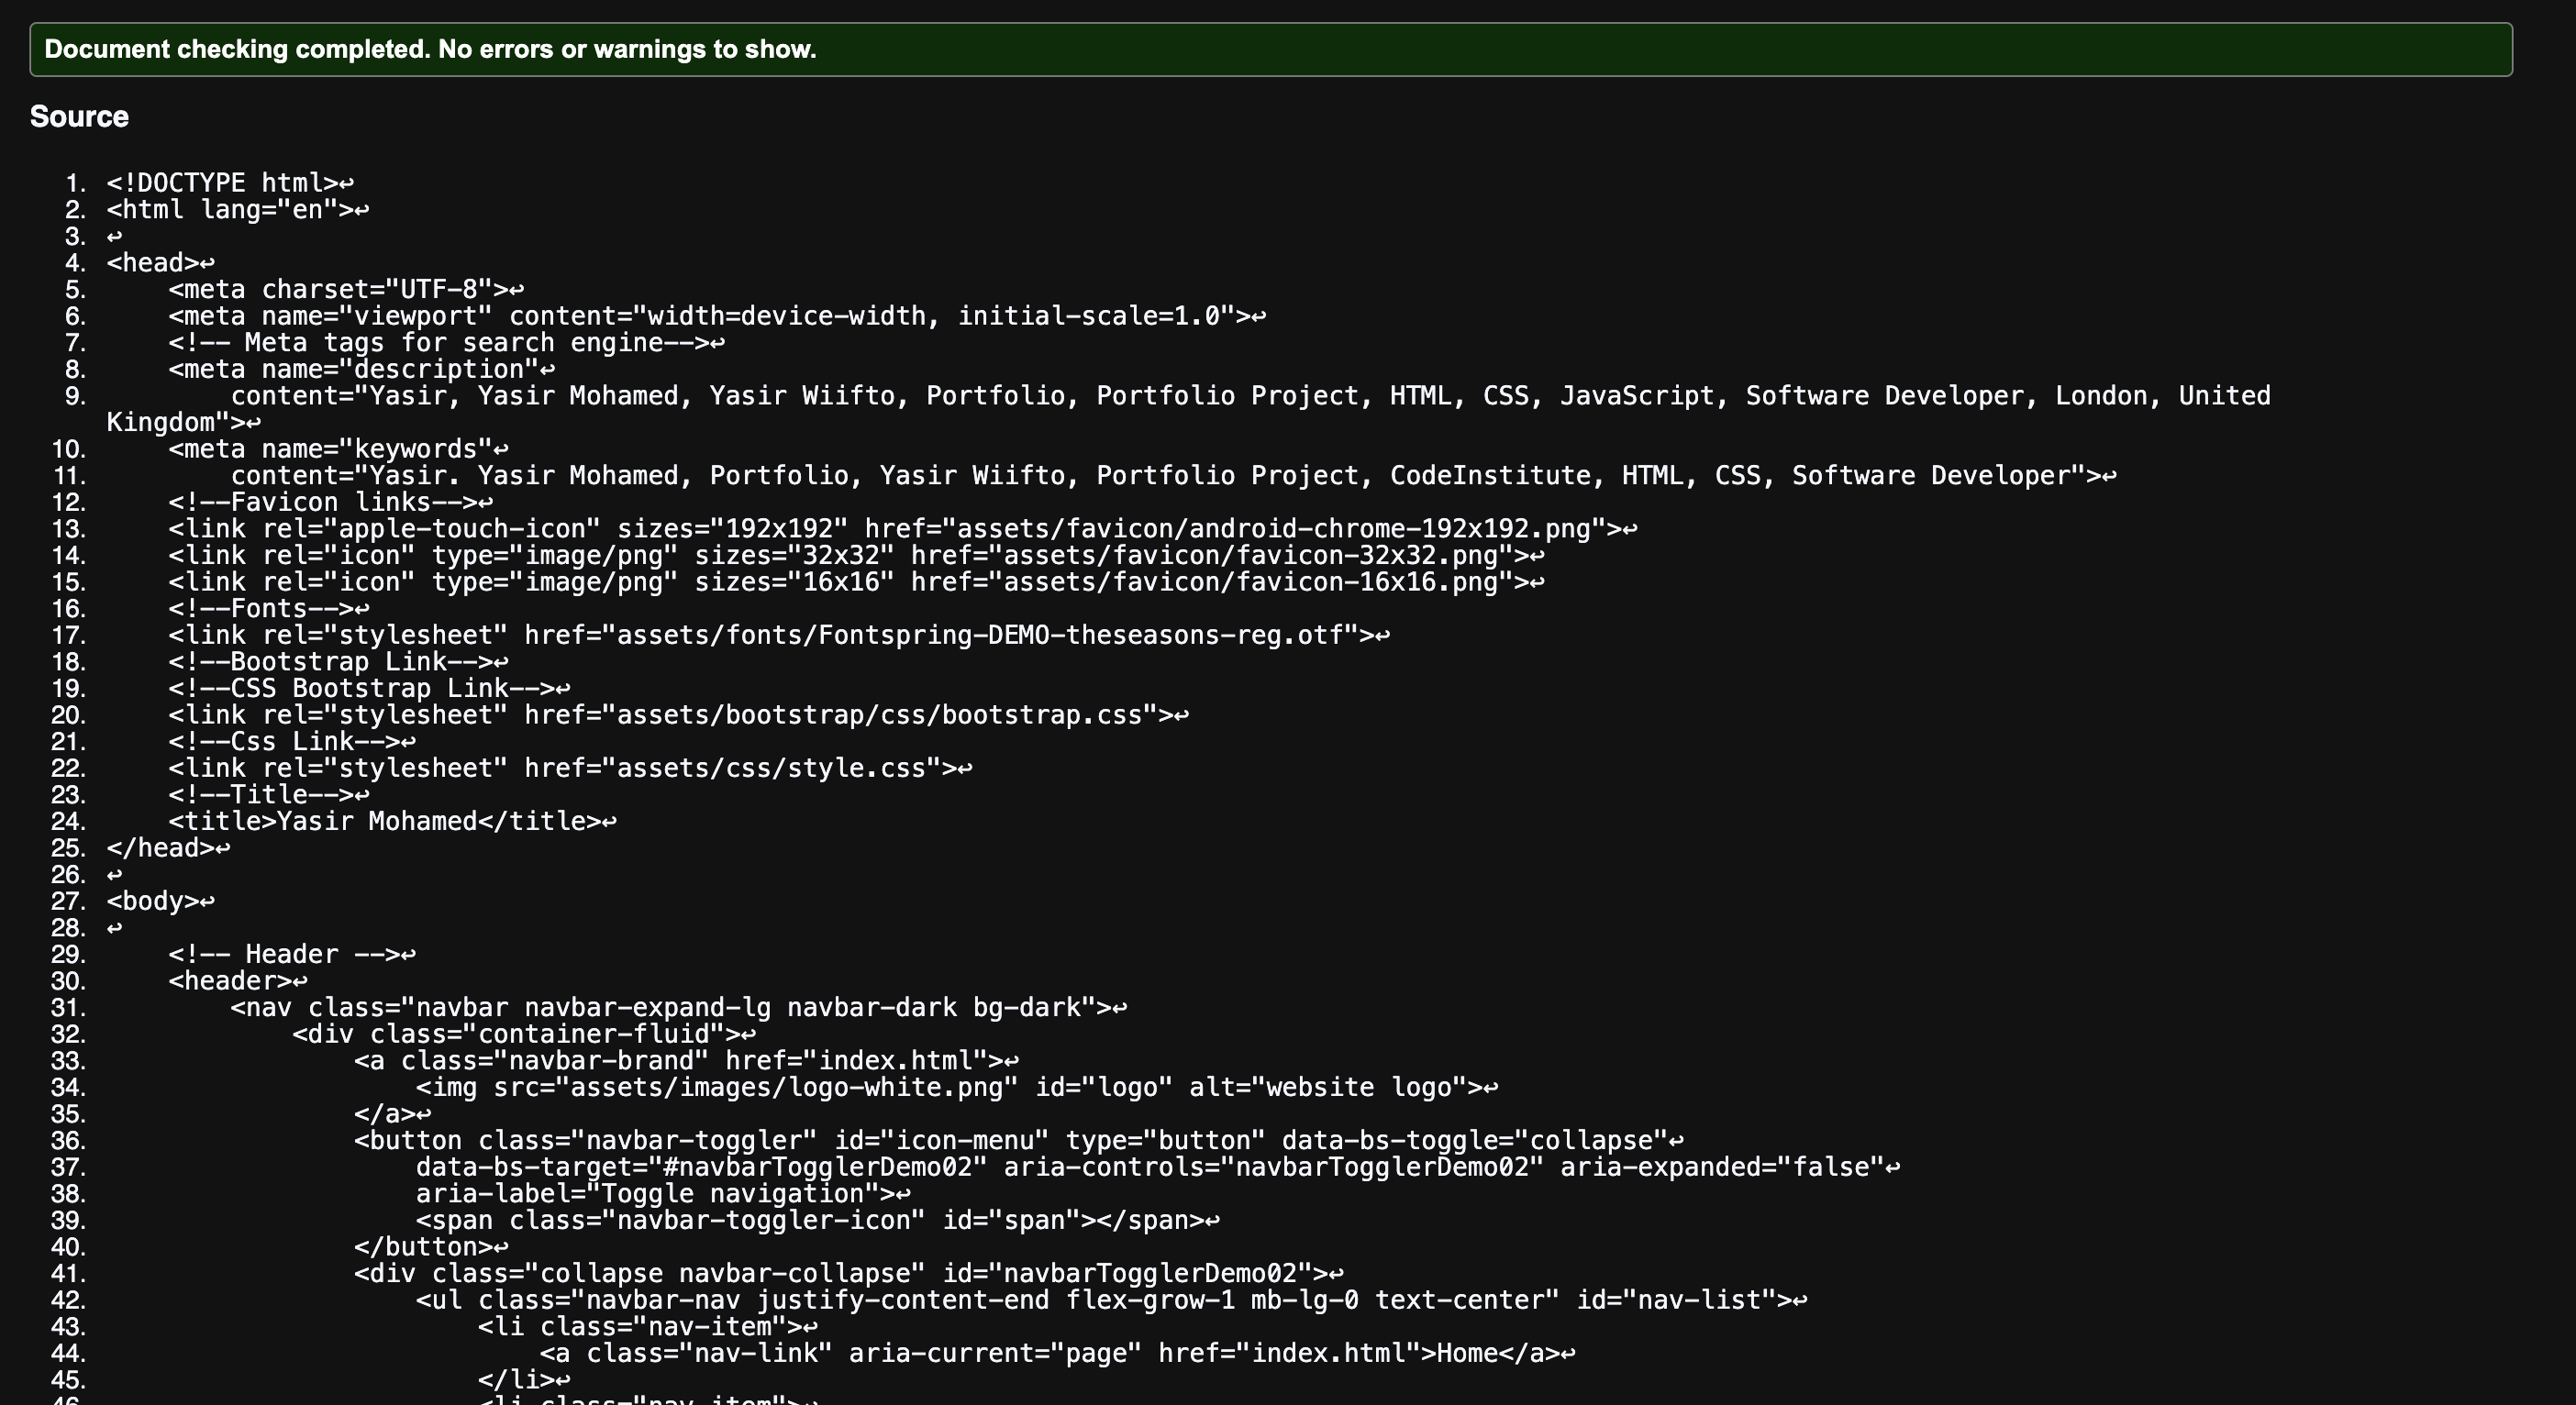 Document checking completed. No errors or warnings to show.
Source
1. <!DOCTYPE html>↩
2. <html lang="en">↩
3. ↩
4. <head>↩
5.     <meta charset="UTF-8">↩
6.     <meta name="viewport" content="width=device-width, initial-scale=1.0">↩
7.     <!-- Meta tags for search engine-->↩
8.     <meta name="description"↩
9.         content="Yasir, Yasir Mohamed, Yasir Wiifto, Portfolio, Portfolio Project, HTML, CSS, JavaScript, Software Developer, London, United
Kingdom">↩
10.     <meta name="keywords"↩
11.         content="Yasir. Yasir Mohamed, Portfolio, Yasir Wiifto, Portfolio Project, CodeInstitute, HTML, CSS, Software Developer">↩
12.     <!--Favicon links-->↩
13.     <link rel="apple-touch-icon" sizes="192x192" href="assets/favicon/android-chrome-192x192.png">↩
14.     <link rel="icon" type="image/png" sizes="32x32" href="assets/favicon/favicon-32x32.png">↩
15.     <link rel="icon" type="image/png" sizes="16x16" href="assets/favicon/favicon-16x16.png">↩
16.     <!--Fonts-->↩
17.     <link rel="stylesheet" href="assets/fonts/Fontspring-DEMO-theseasons-reg.otf">↩
18.     <!--Bootstrap Link-->↩
19.     <!--CSS Bootstrap Link-->↩
20.     <link rel="stylesheet" href="assets/bootstrap/css/bootstrap.css">↩
21.     <!--Css Link-->↩
22.     <link rel="stylesheet" href="assets/css/style.css">↩
23.     <!--Title-->↩
24.     <title>Yasir Mohamed</title>↩
25. </head>↩
26. ↩
27. <body>↩
28. ↩
29.     <!-- Header -->↩
30.     <header>↩
31.         <nav class="navbar navbar-expand-lg navbar-dark bg-dark">↩
32.             <div class="container-fluid">↩
33.                 <a class="navbar-brand" href="index.html">↩
34.                     <img src="assets/images/logo-white.png" id="logo" alt="website logo">↩
35.                 </a>↩
36.                 <button class="navbar-toggler" id="icon-menu" type="button" data-bs-toggle="collapse"↩
37.                     data-bs-target="#navbarTogglerDemo02" aria-controls="navbarTogglerDemo02" aria-expanded="false"↩
38.                     aria-label="Toggle navigation">↩
39.                     <span class="navbar-toggler-icon" id="span"></span>↩
40.                 </button>↩
41.                 <div class="collapse navbar-collapse" id="navbarTogglerDemo02">↩
42.                     <ul class="navbar-nav justify-content-end flex-grow-1 mb-lg-0 text-center" id="nav-list">↩
43.                         <li class="nav-item">↩
44.                             <a class="nav-link" aria-current="page" href="index.html">Home</a>↩
45.                         </li>↩
46.                         <li class="nav-item">↩